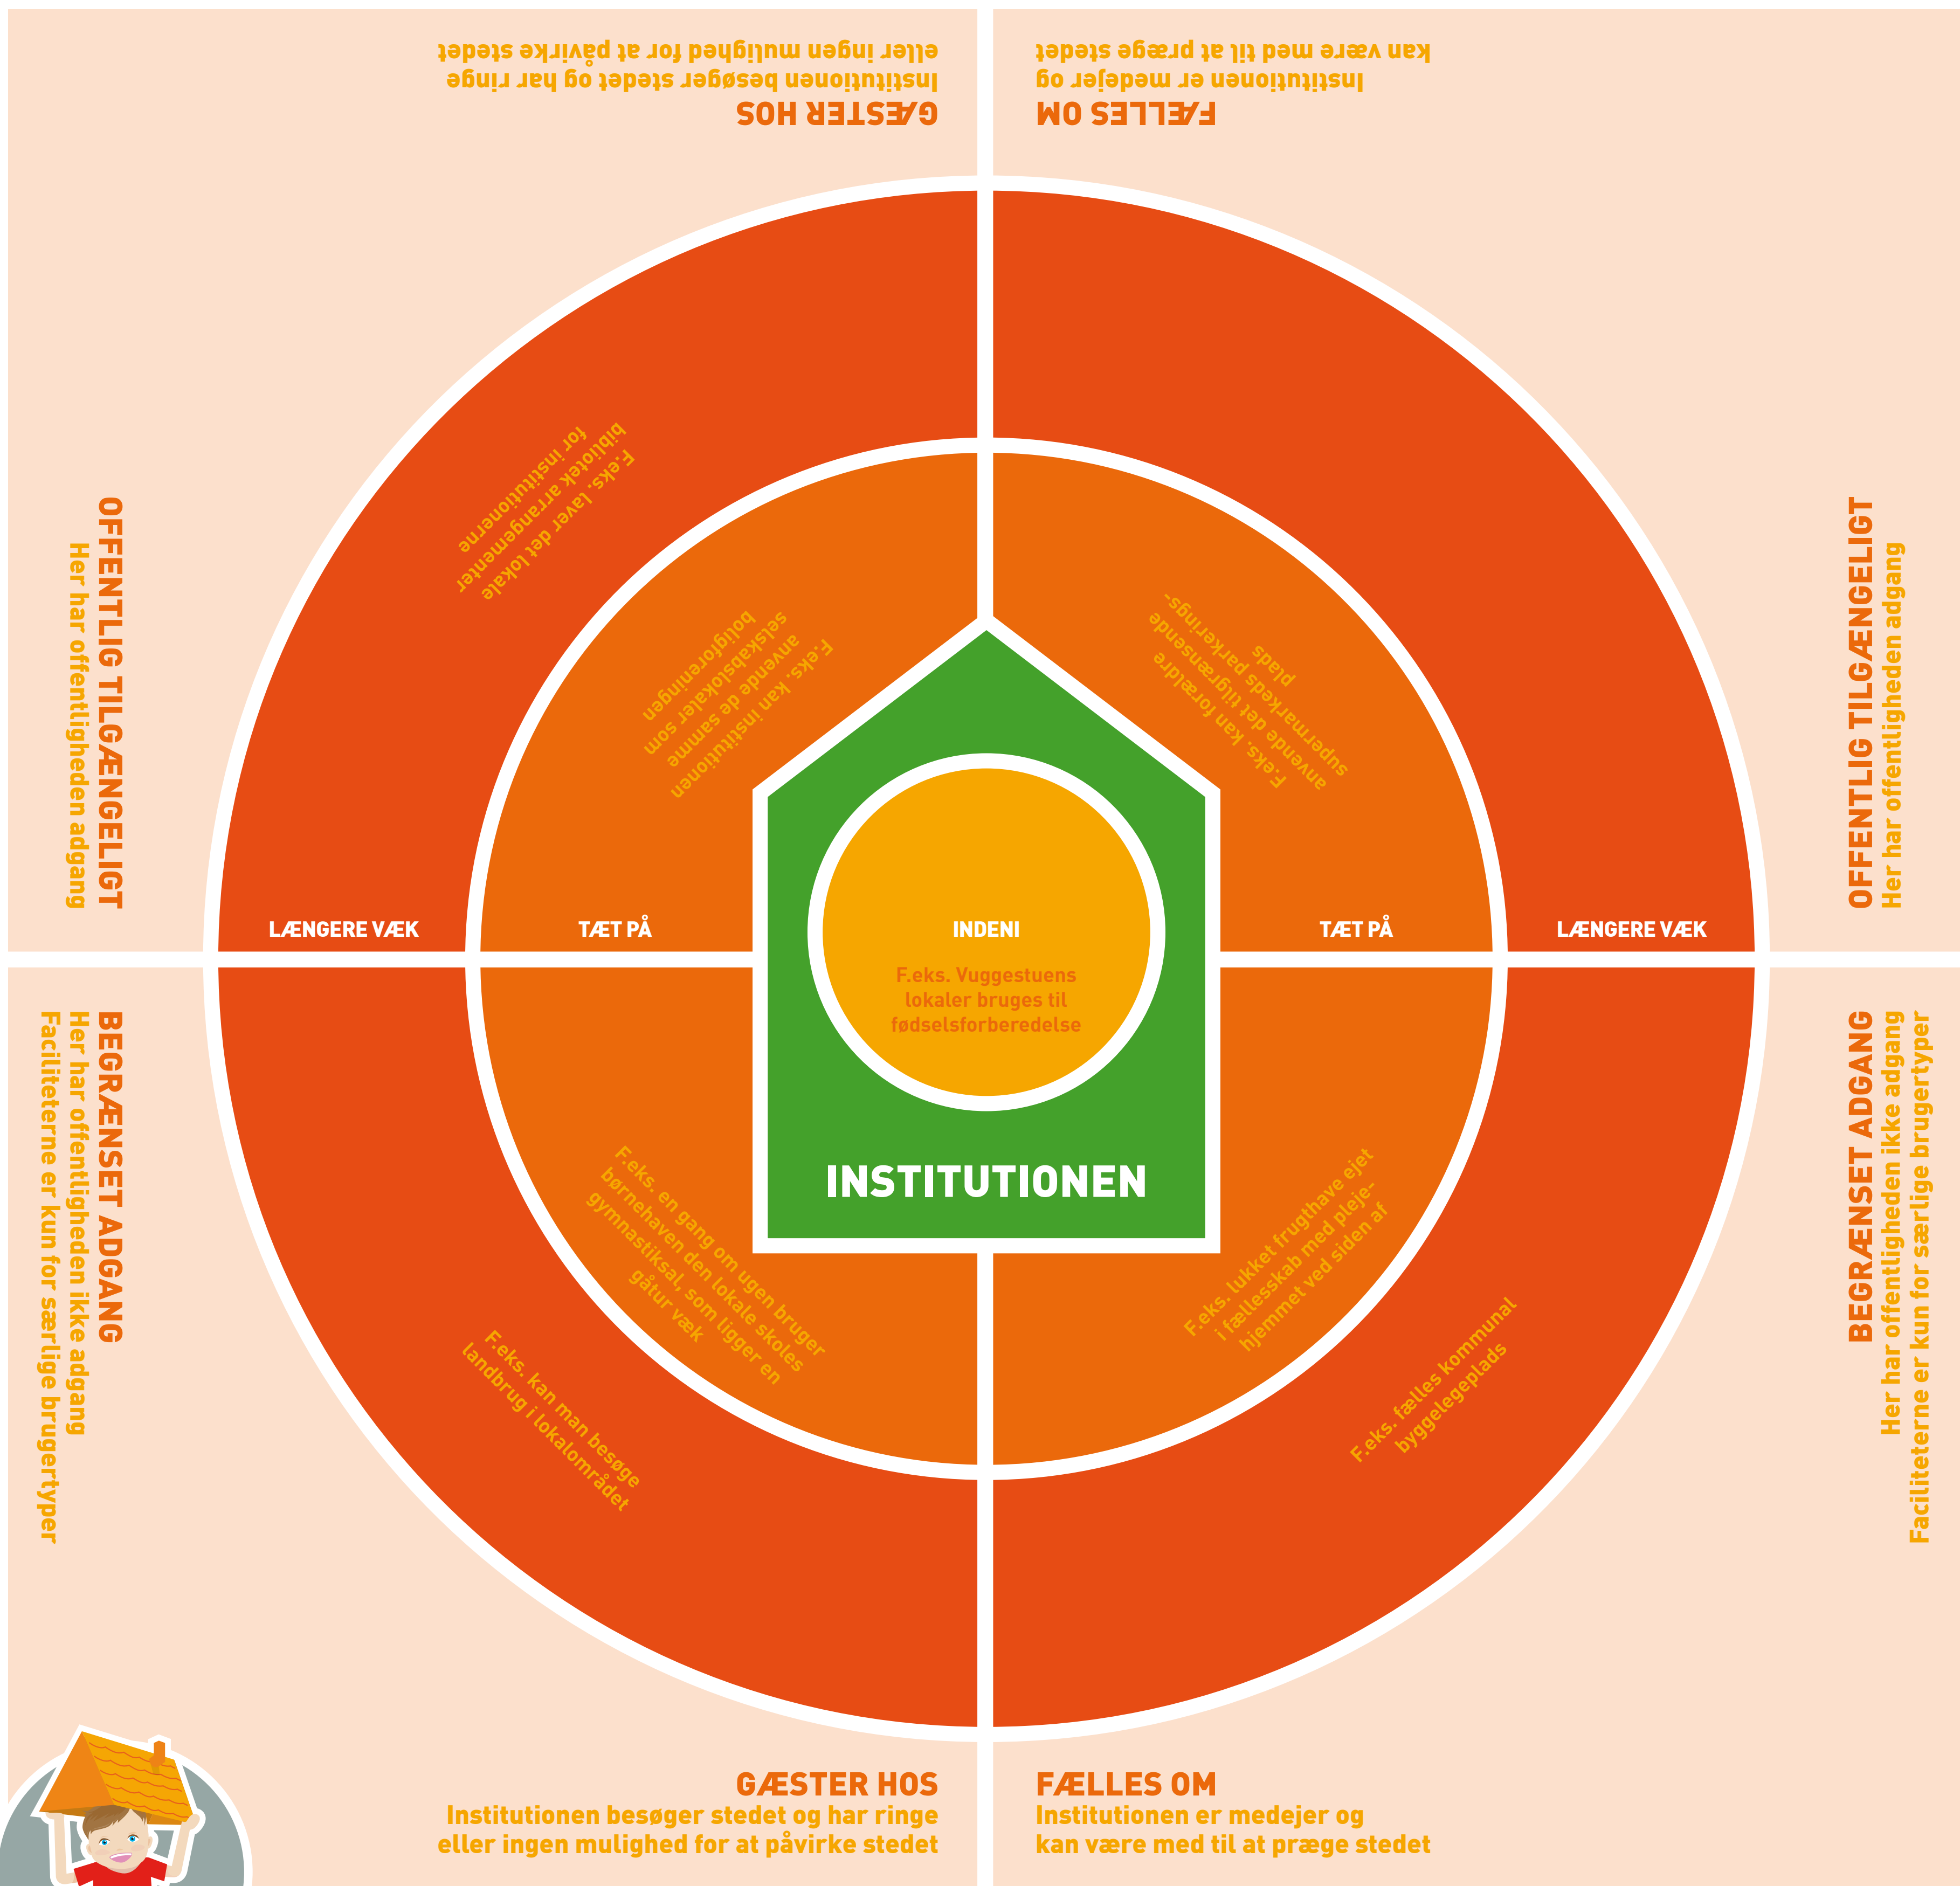 GÆSTER HOS
Institutionen besøger stedet og har ringe
eller ingen mulighed for at påvirke stedet
FÆLLES OM
Institutionen er medejer og
kan være med til at præge stedet
OFFENTLIG TILGÆNGELIGT
Her har offentligheden adgang
OFFENTLIG TILGÆNGELIGT
Her har offentligheden adgang
F.eks. laver det lokale
bibliotek arrangementer
for institutionerne
F.eks. kan institutionen
anvende de samme
selskabslokaler som
boligforeningen
F.eks. kan forældre
anvende det tilgrænsende
supermarkeds parkerings-
plads
LÆNGERE VÆK
TÆT PÅ
INDENI
TÆT PÅ
LÆNGERE VÆK
F.eks. Vuggestuens
lokaler bruges til
fødselsforberedelse
INSTITUTIONEN
BEGRÆNSET ADGANG
Her har offentligheden ikke adgang
Faciliteterne er kun for særlige brugertyper
BEGRÆNSET ADGANG
Her har offentligheden ikke adgang
Faciliteterne er kun for særlige brugertyper
F.eks. en gang om ugen bruger
børnehaven den lokale skoles
gymnastiksal, som ligger en
gåtur væk
F.eks. lukket frugthave ejet
i fællesskab med pleje-
hjemmet ved siden af
F.eks. kan man besøge
landbrug i lokalområdet
F.eks. fælles kommunal
byggelegeplads
GÆSTER HOS
Institutionen besøger stedet og har ringe
eller ingen mulighed for at påvirke stedet
FÆLLES OM
Institutionen er medejer og
kan være med til at præge stedet